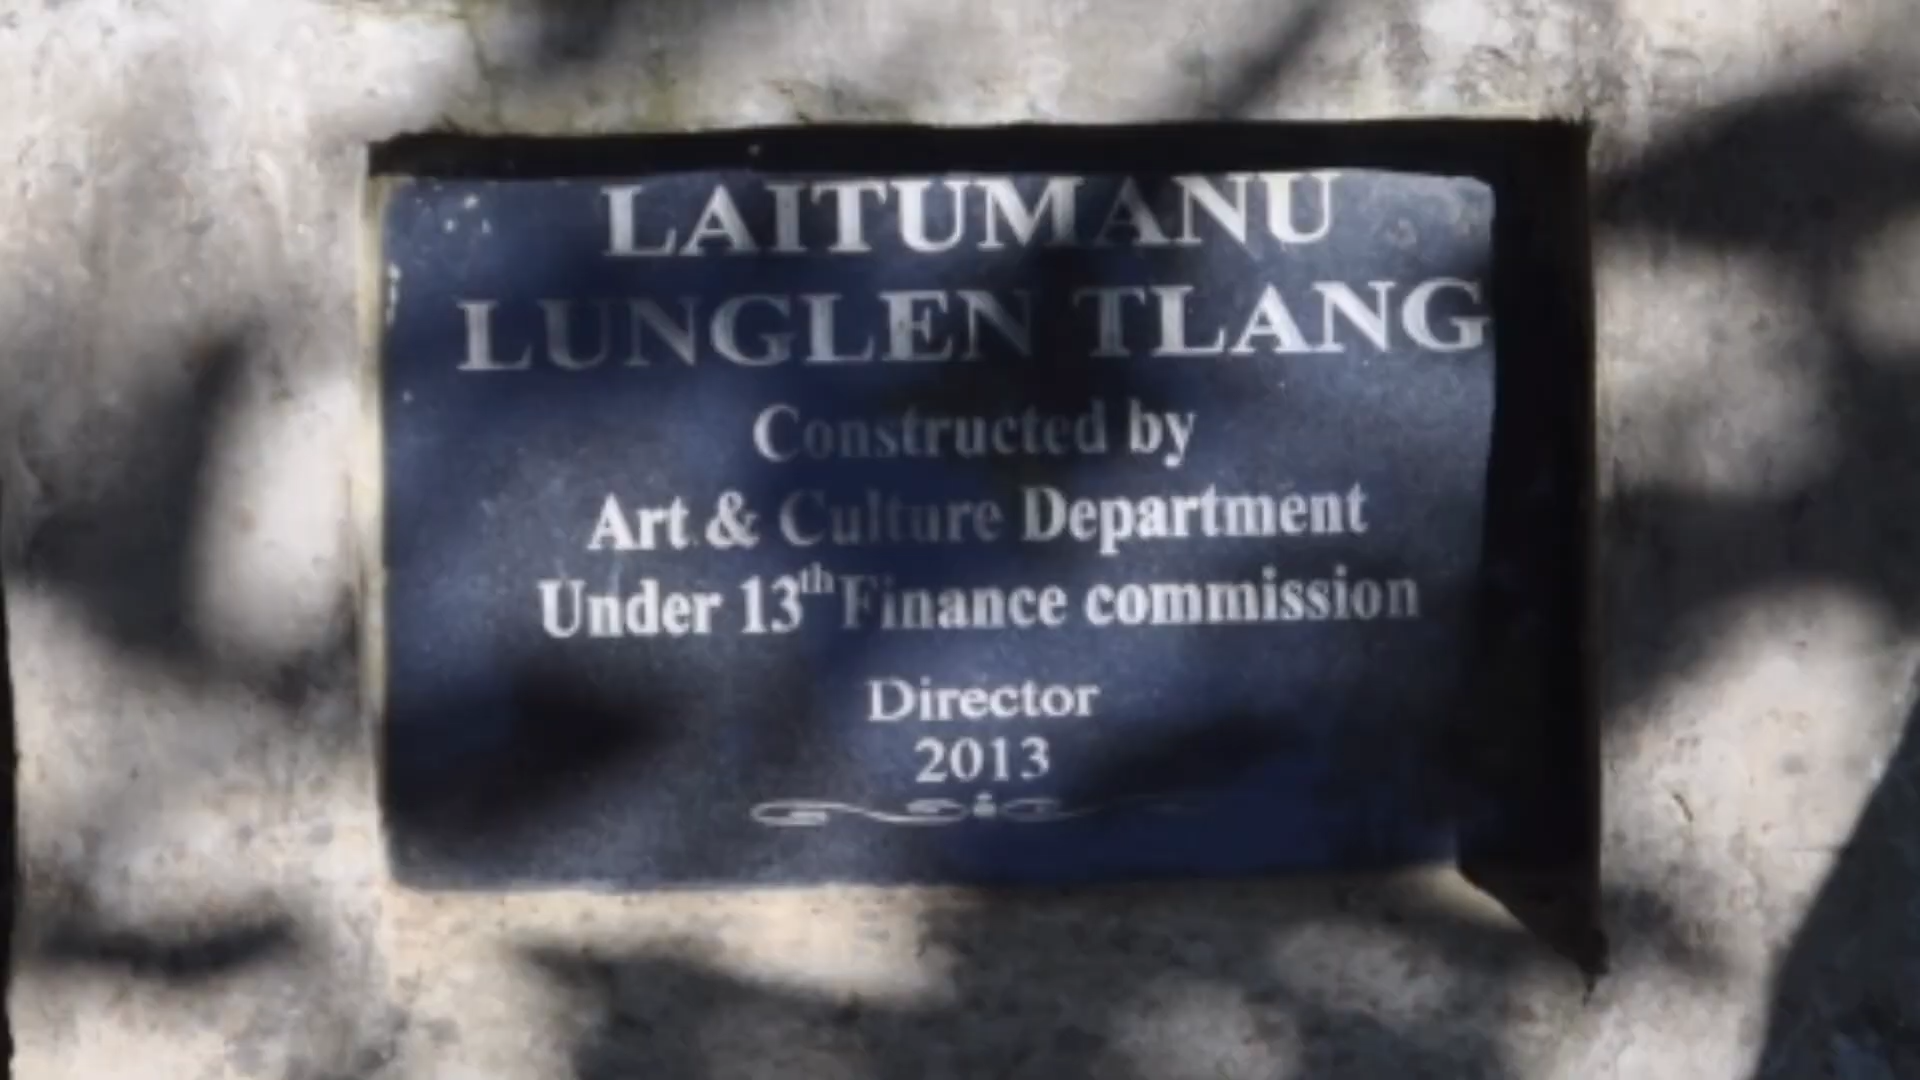 LAITUMANU
LUNGLEN TLANG
Constructed by
Art & Culture Department
Under 13th Finance commission
Director
2013